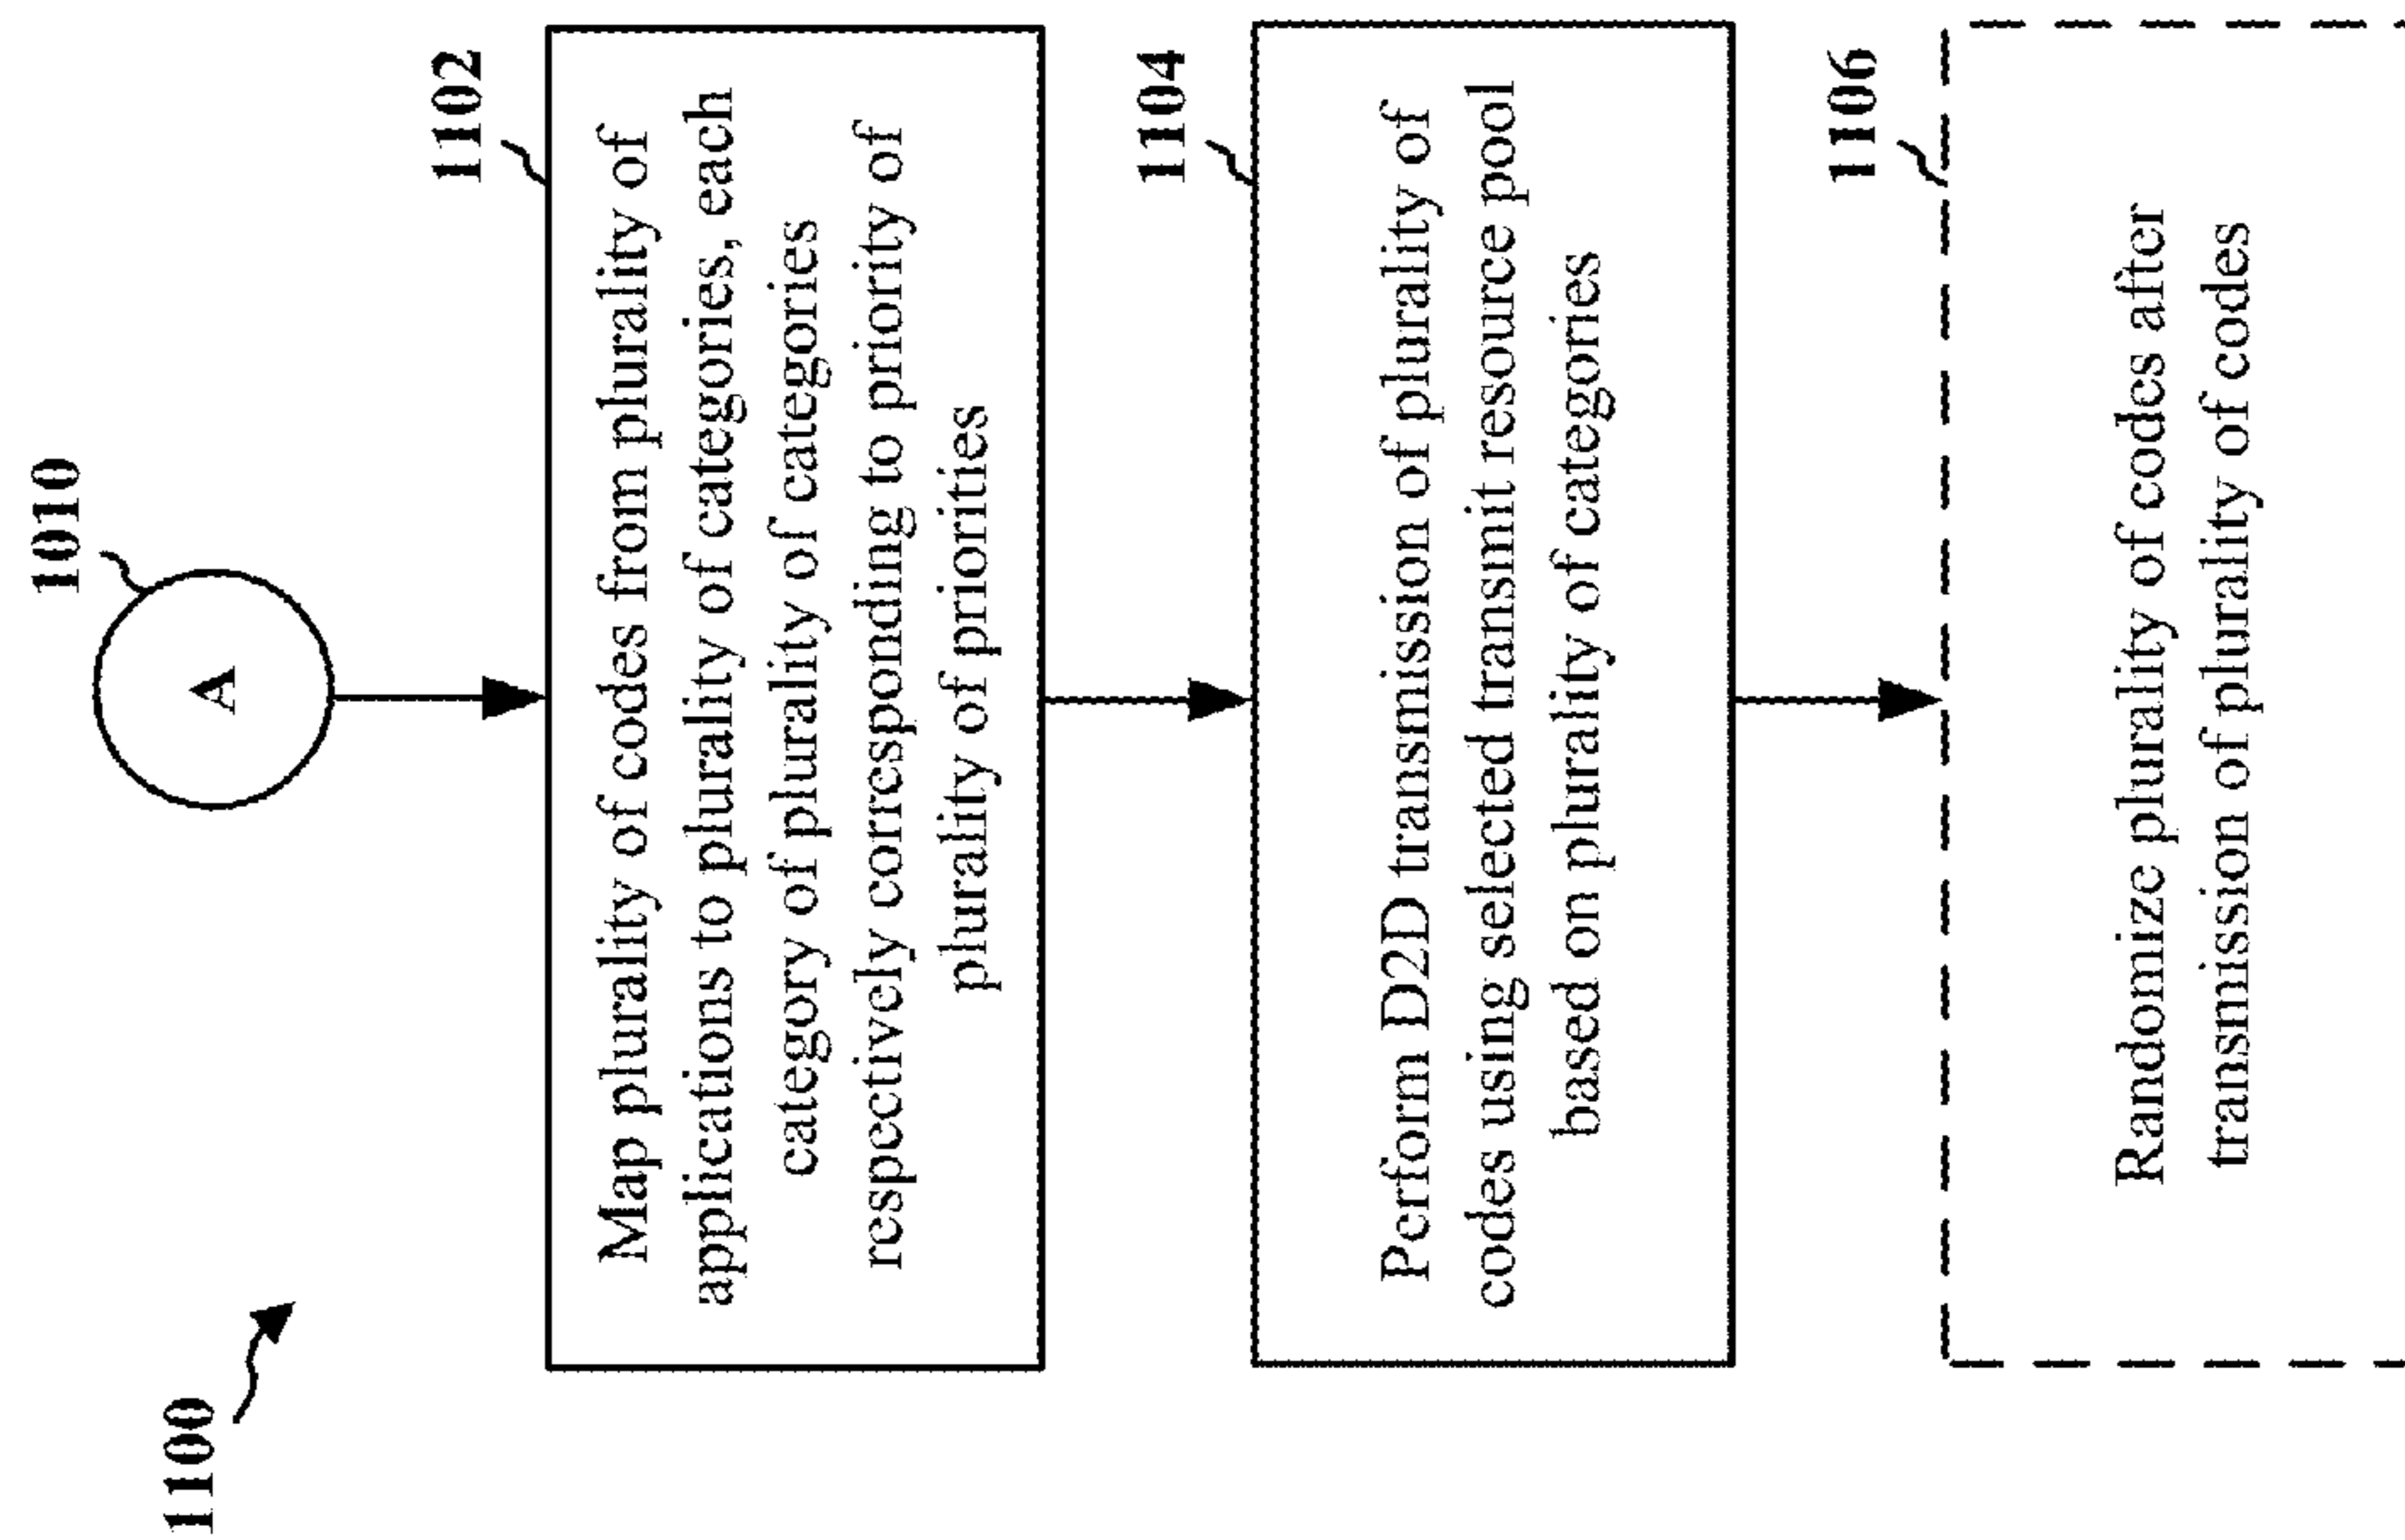 1100
1010
A
1102
Map plurality of codes from plurality of
applications to plurality of categories, each
category of plurality of categories
respectively corresponding to priority of
plurality of priorities
1104
Perform D2D transmission of plurality of
codes using selected transmit resource pool
based on plurality of categories
1106
Randomize plurality of codes after
transmission of plurality of codes